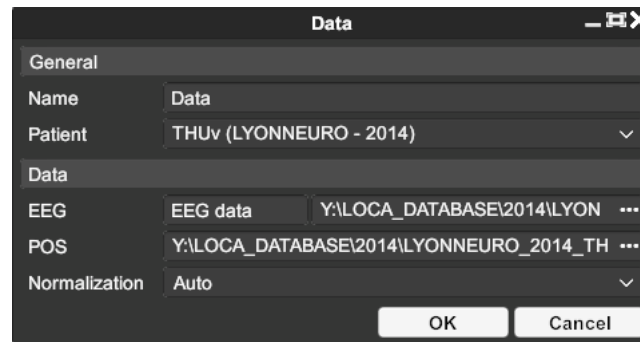 Data
General
Name Data
Patient THUv (LYONNEURO - 2014)
Data
EEG EEG data Y:\LOCA_DATABASE\2014\LYON ...
POS Y:\LOCA_DATABASE\2014\LYONNEURO_2014_TH ...
Normalization Auto
OK Cancel